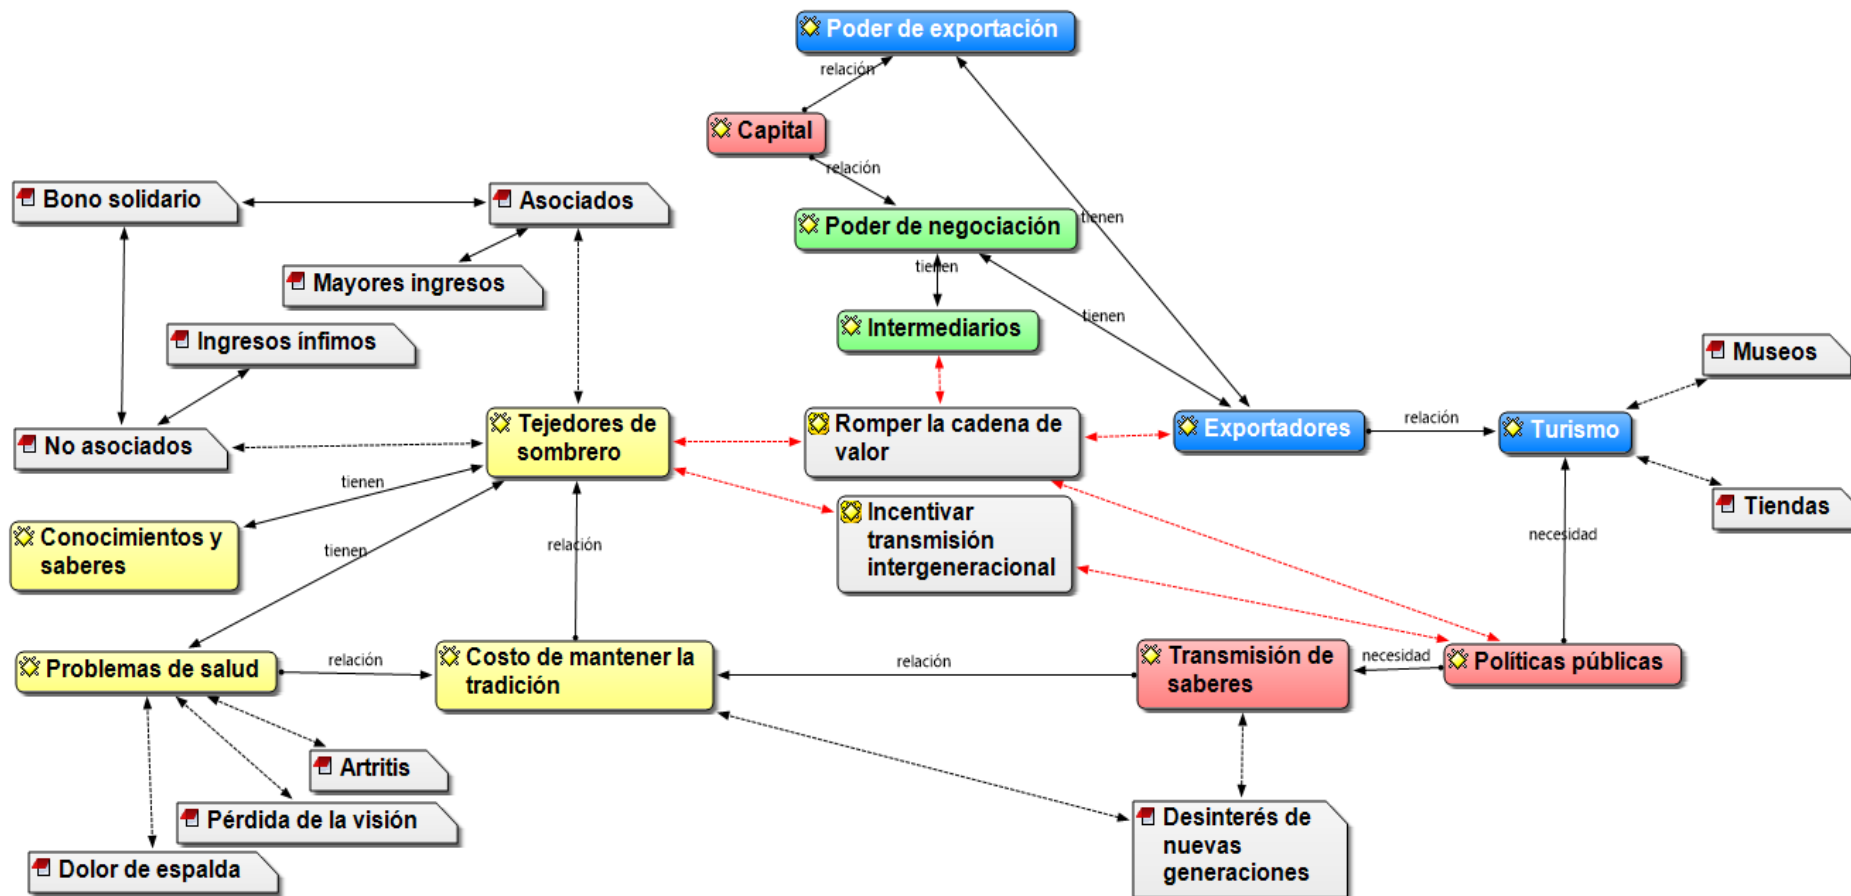 Poder de exportación
relación
Capital
relación
Bono solidario
Asociados
Poder de negociación
tienen
tienen
Mayores ingresos
Ingresos ínfimos
Intermediarios
tienen
Museos
No asociados
Tejedores de
sombrero
Romper la cadena de
valor
Exportadores
relación
Turismo
tienen
Tiendas
Conocimientos y
saberes
tienen
relación
Incentivar
transmisión
intergeneracional
necesidad
Problemas de salud
relación
Costo de mantener la
tradición
relación
Transmisión de
saberes
necesidad
Políticas públicas
Artritis
Pérdida de la visión
Dolor de espalda
Desinterés de
nuevas
generaciones